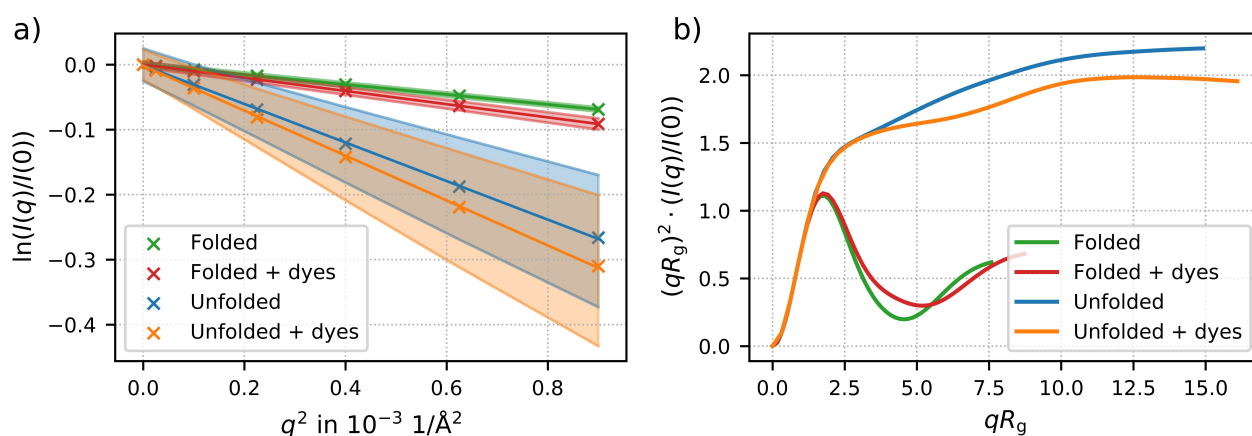 a)
ln(I(q)/I(0))
0.0
−0.1
−0.2
−0.3
−0.4
Folded
Folded + dyes
Unfolded
Unfolded + dyes
0.0 0.2 0.4 0.6 0.8
q² in 10⁻³ 1/Å²
b)
(qR_g)² · (I(q)/I(0))
2.0
1.5
1.0
0.5
0.0
Folded
Folded + dyes
Unfolded
Unfolded + dyes
0.0 2.5 5.0 7.5 10.0 12.5 15.0
qR_g